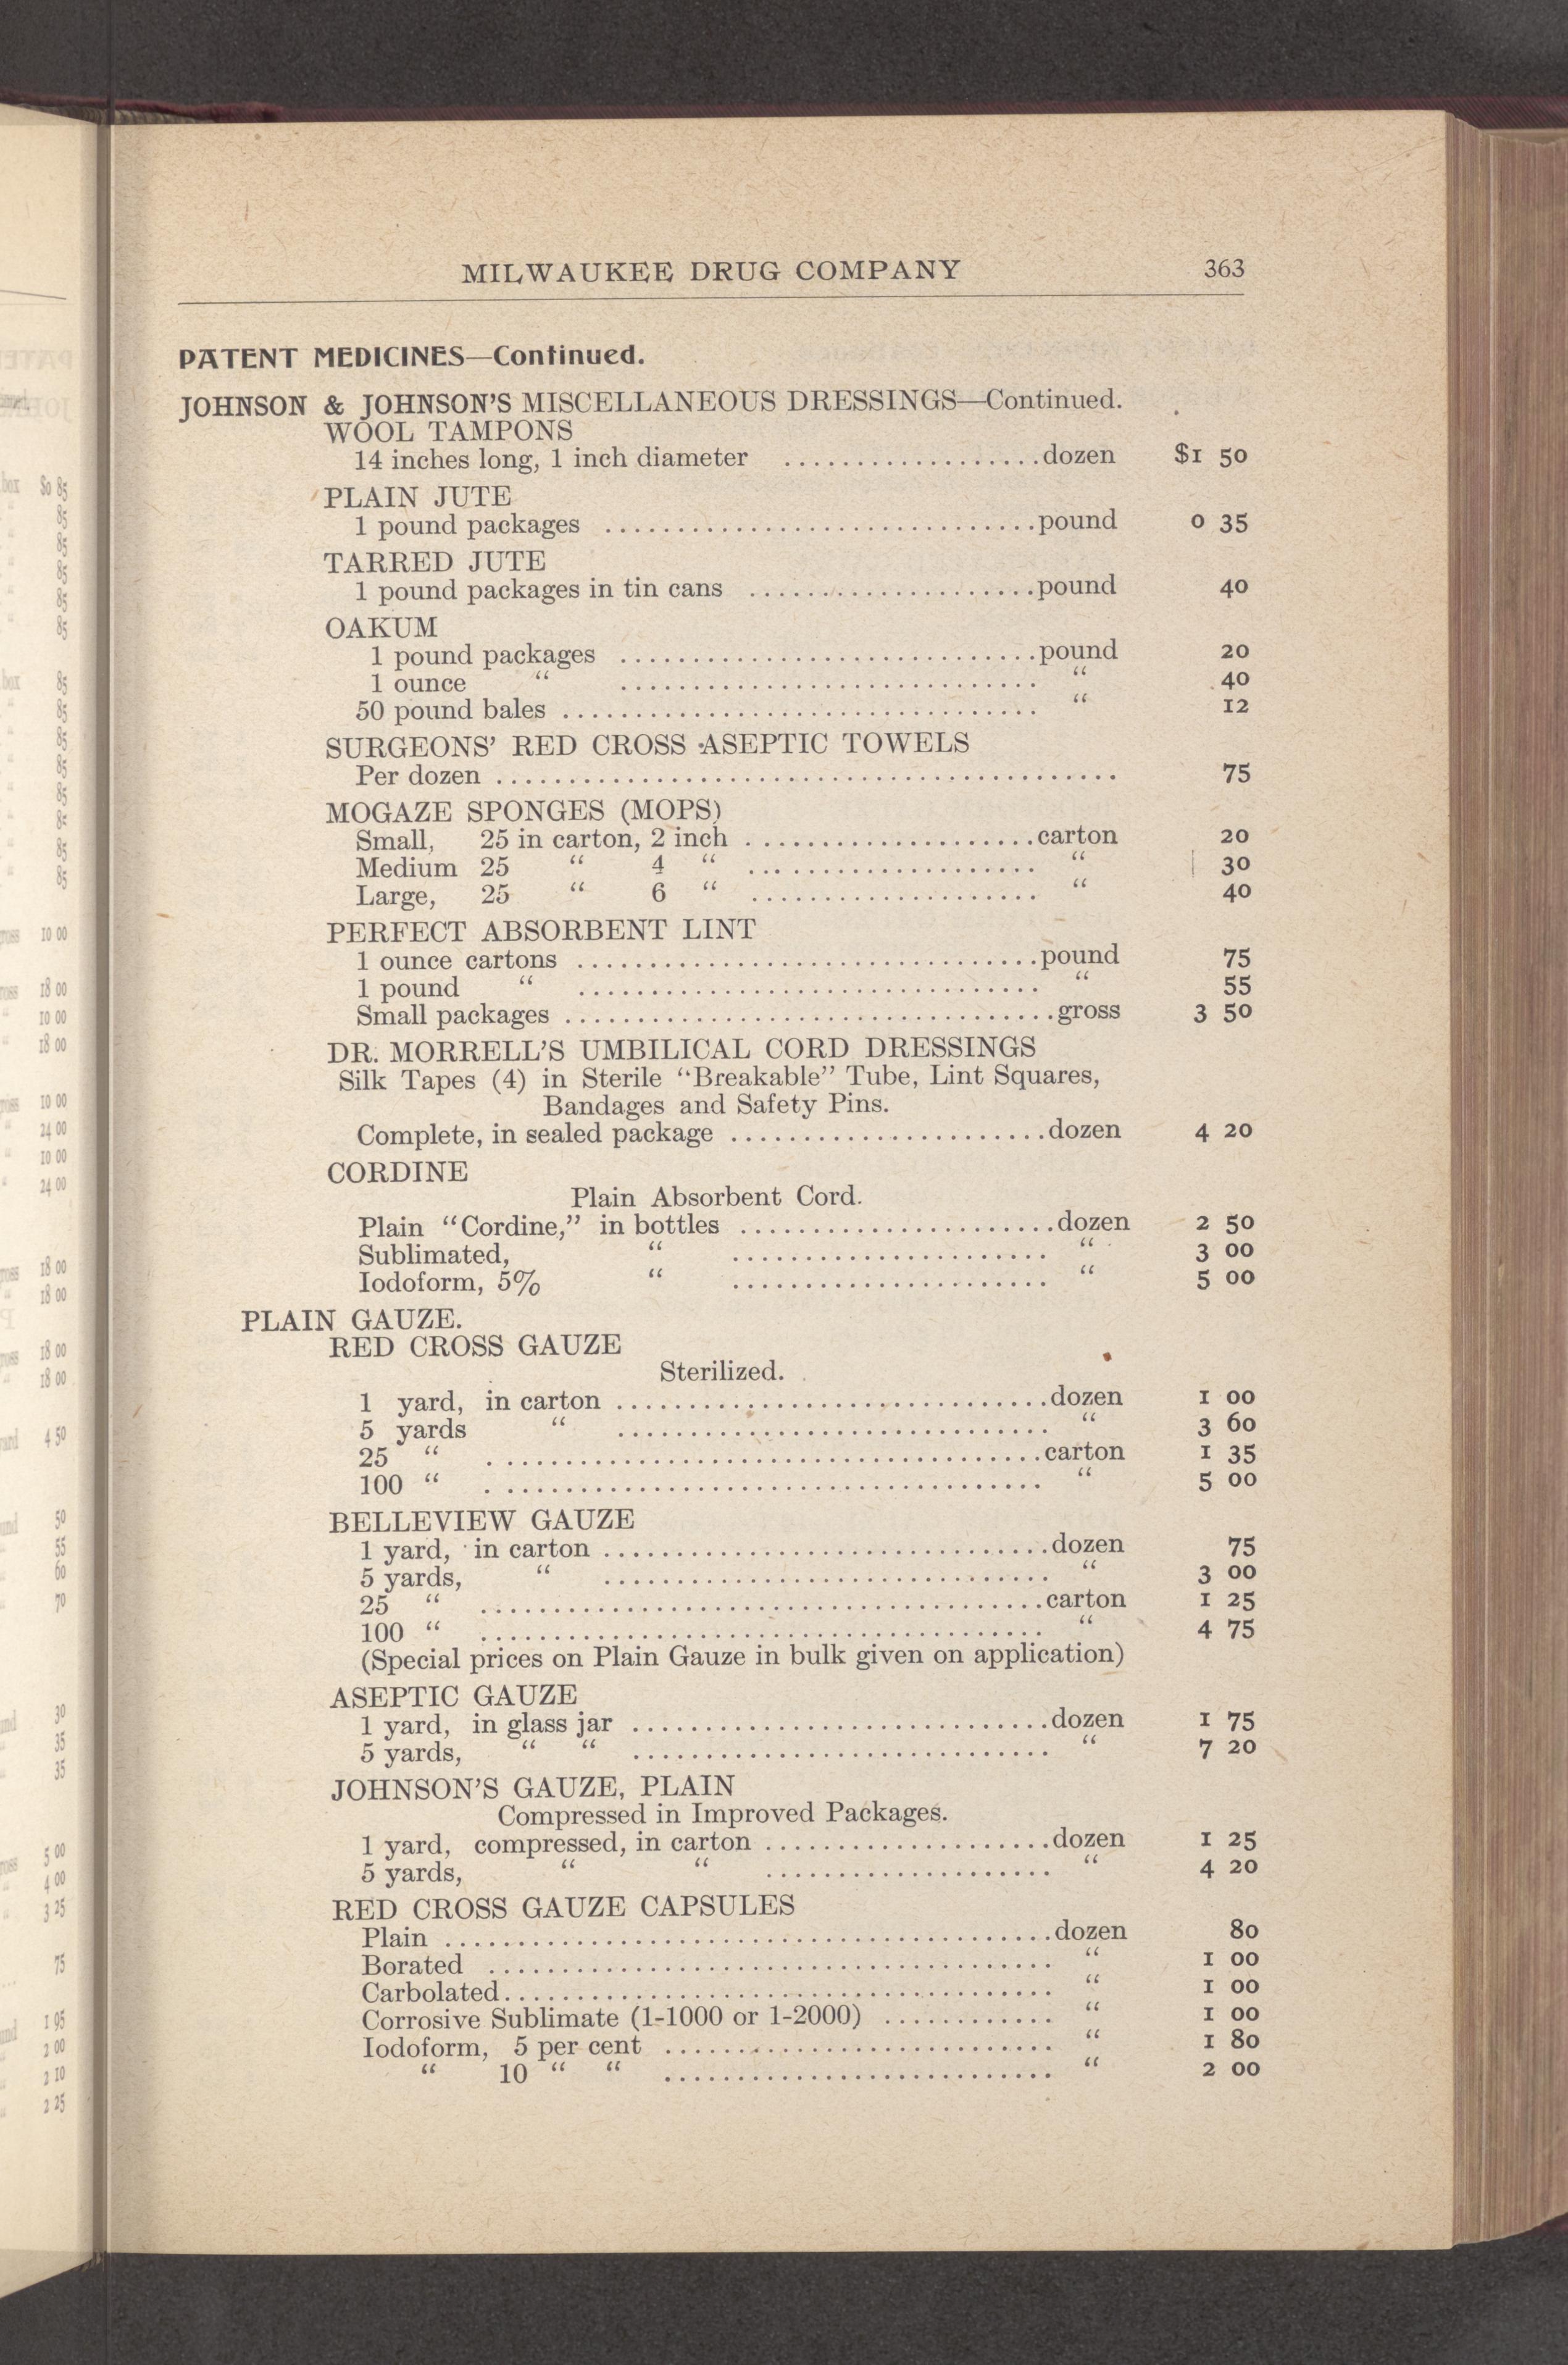 MILWAUKEE DRUG COMPANY 363
PATENT MEDICINES—Continued.
JOHNSON & JOHNSON'S MISCELLANEOUS DRESSINGS—Continued.
WOOL TAMPONS
14 inches long, 1 inch diameter ..................dozen $1 50
PLAIN JUTE
1 pound packages ..............................pound 0 35
TARRED JUTE
1 pound packages in tin cans ....................pound 40
OAKUM
1 pound packages .............................pound 20
1 ounce “ ............................. “ 40
50 pound bales ................................. “ 12
SURGEONS' RED CROSS ASEPTIC TOWELS
Per dozen ........................................... 75
MOGAZE SPONGES (MOPS)
Small, 25 in carton, 2 inch ....................carton 20
Medium 25 “ 4 “ .................... “ 30
Large, 25 “ 6 “ .................... “ 40
PERFECT ABSORBENT LINT
1 ounce cartons ................................pound 75
1 pound “ ................................ “ 55
Small packages ..................................gross 3 50
DR. MORRELL'S UMBILICAL CORD DRESSINGS
Silk Tapes (4) in Sterile “Breakable” Tube, Lint Squares,
Bandages and Safety Pins.
Complete, in sealed package ......................dozen 4 20
CORDINE
Plain Absorbent Cord.
Plain “Cordine,” in bottles ......................dozen 2 50
Sublimated, “ ...................... “ 3 00
Iodoform, 5% “ ...................... “ 5 00
PLAIN GAUZE.
RED CROSS GAUZE
Sterilized.
1 yard, in carton ..............................dozen 1 00
5 yards “ .............................. “ 3 60
25 “ ......................................carton 1 35
100 “ ...................................... “ 5 00
BELLEVIEW GAUZE
1 yard, in carton ...............................dozen 75
5 yards, “ ............................... “ 3 00
25 “ .......................................carton 1 25
100 “ ....................................... “ 4 75
(Special prices on Plain Gauze in bulk given on application)
ASEPTIC GAUZE
1 yard, in glass jar .............................dozen 1 75
5 yards, “ “ ............................. “ 7 20
JOHNSON'S GAUZE, PLAIN
Compressed in Improved Packages.
1 yard, compressed, in carton ....................dozen 1 25
5 yards, “ “ .................... “ 4 20
RED CROSS GAUZE CAPSULES
Plain ..........................................dozen 80
Borated ....................................... “ 1 00
Carbolated...................................... “ 1 00
Corrosive Sublimate (1-1000 or 1-2000) ............ “ 1 00
Iodoform, 5 per cent ........................... “ 1 80
“ 10 “ “ ........................... “ 2 00